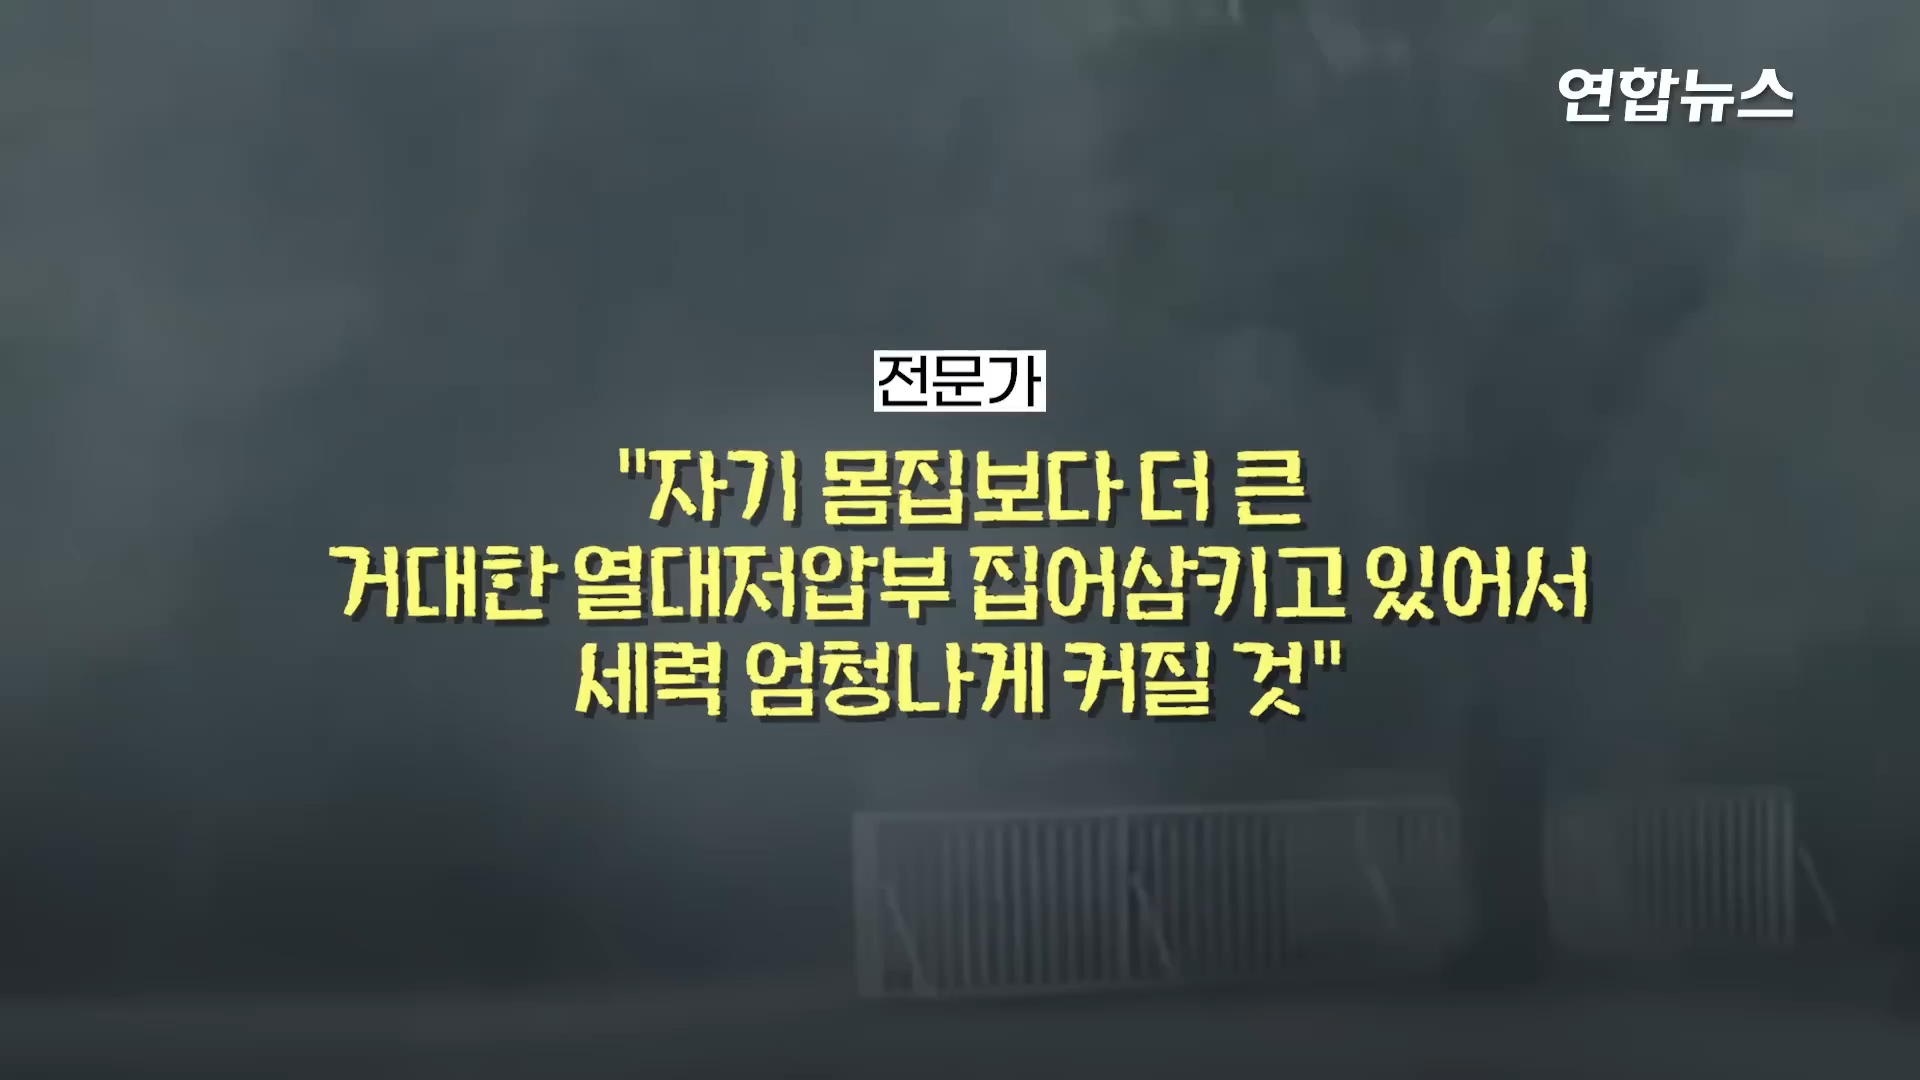 연합뉴스
전문가
"자기 몸집보다 더 큰
거대한 열대저압부 집어삼키고 있어서
세력 엄청나게 커질 것"